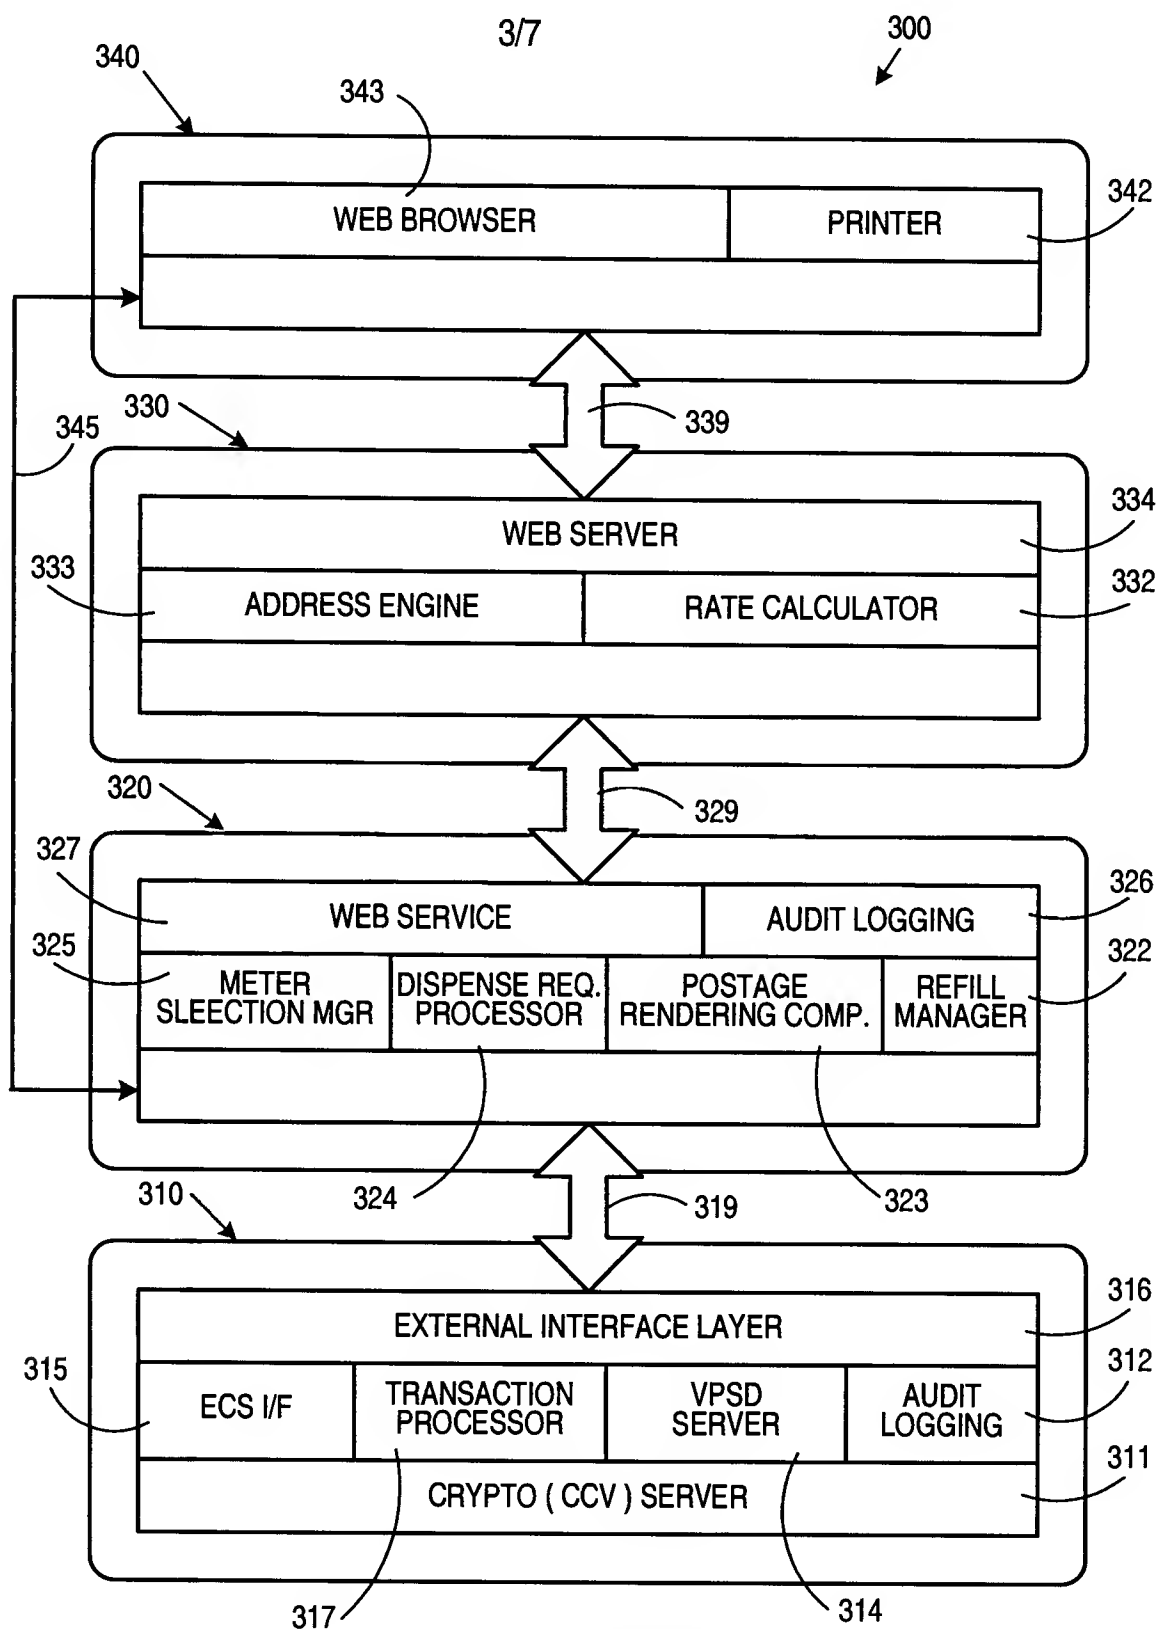 3/7
300
340
343
342
WEB BROWSER
PRINTER
330
339
345
334
WEB SERVER
333
332
ADDRESS ENGINE
RATE CALCULATOR
320
329
327
326
WEB SERVICE
AUDIT LOGGING
325
322
METER
SLEECTION MGR
DISPENSE REQ.
PROCESSOR
POSTAGE
RENDERING COMP.
REFILL
MANAGER
310
324
319
323
316
EXTERNAL INTERFACE LAYER
315
312
ECS I/F
TRANSACTION
PROCESSOR
VPSD
SERVER
AUDIT
LOGGING
311
CRYPTO ( CCV ) SERVER
317
314